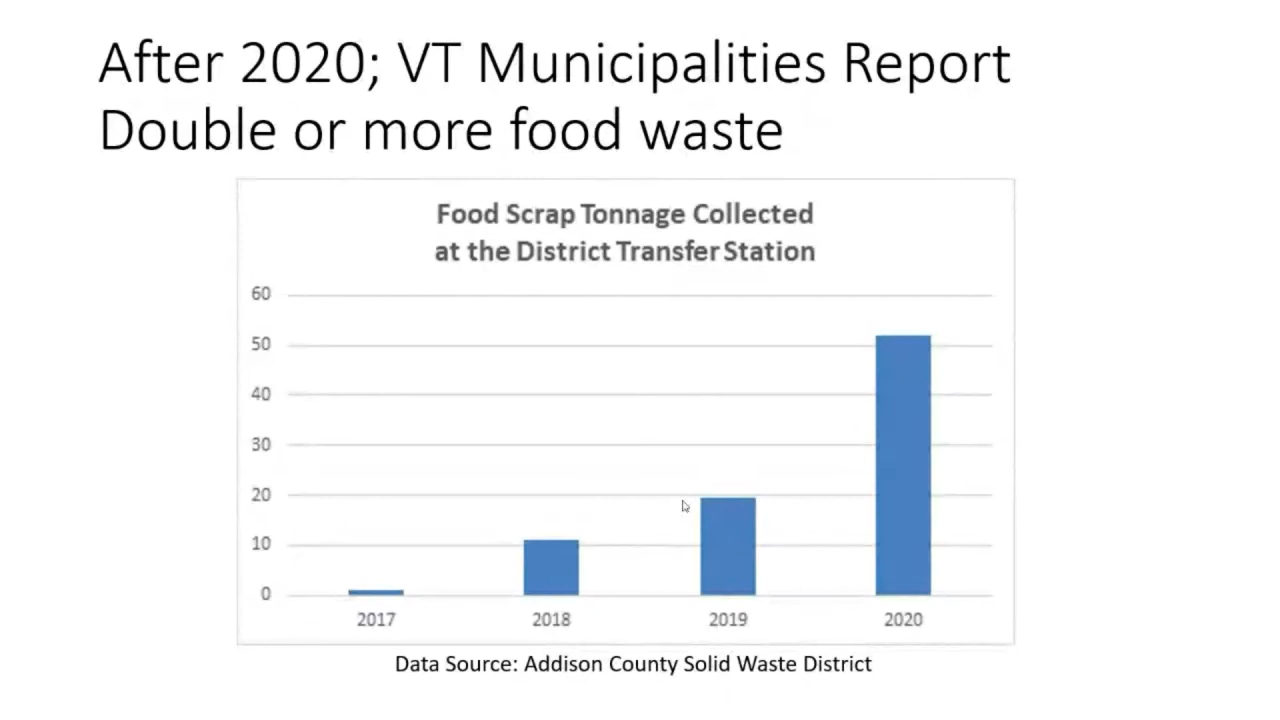 After 2020; VT Municipalities Report
Double or more food waste
Food Scrap Tonnage Collected
at the District Transfer Station
60
50
40
30
20
10
0
2017 2018 2019 2020
Data Source: Addison County Solid Waste District